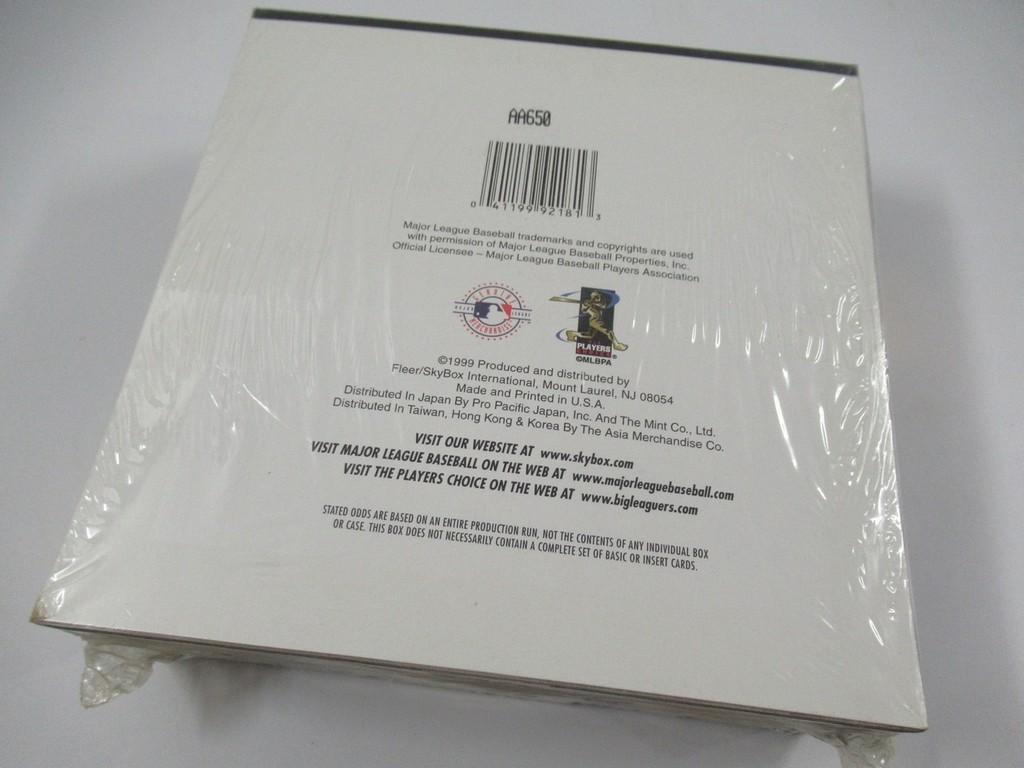 AA650
0 41199 92181 3
Major League Baseball trademarks and copyrights are used
with permission of Major League Baseball Properties, Inc.
Official Licensee – Major League Baseball Players Association
GENUINE
MAJOR LEAGUE
MERCHANDISE
PLAYERS
CHOICE
©MLBPA
©1999 Produced and distributed by
Fleer/SkyBox International, Mount Laurel, NJ 08054
Made and Printed in U.S.A.
Distributed In Japan By Pro Pacific Japan, Inc. And The Mint Co., Ltd.
Distributed In Taiwan, Hong Kong & Korea By The Asia Merchandise Co.
VISIT OUR WEBSITE AT www.skybox.com
VISIT MAJOR LEAGUE BASEBALL ON THE WEB AT www.majorleaguebaseball.com
VISIT THE PLAYERS CHOICE ON THE WEB AT www.bigleaguers.com
STATED ODDS ARE BASED ON AN ENTIRE PRODUCTION RUN, NOT THE CONTENTS OF ANY INDIVIDUAL BOX
OR CASE. THIS BOX DOES NOT NECESSARILY CONTAIN A COMPLETE SET OF BASIC OR INSERT CARDS.